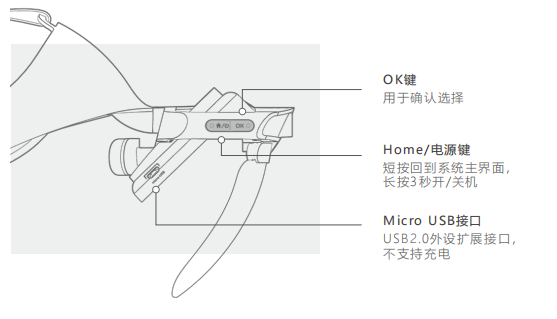 OK键
用于确认选择
OK
Home/电源键
短按回到系统主界面，
长按3秒开/关机
Micro USB接口
USB2.0外设扩展接口，
不支持充电